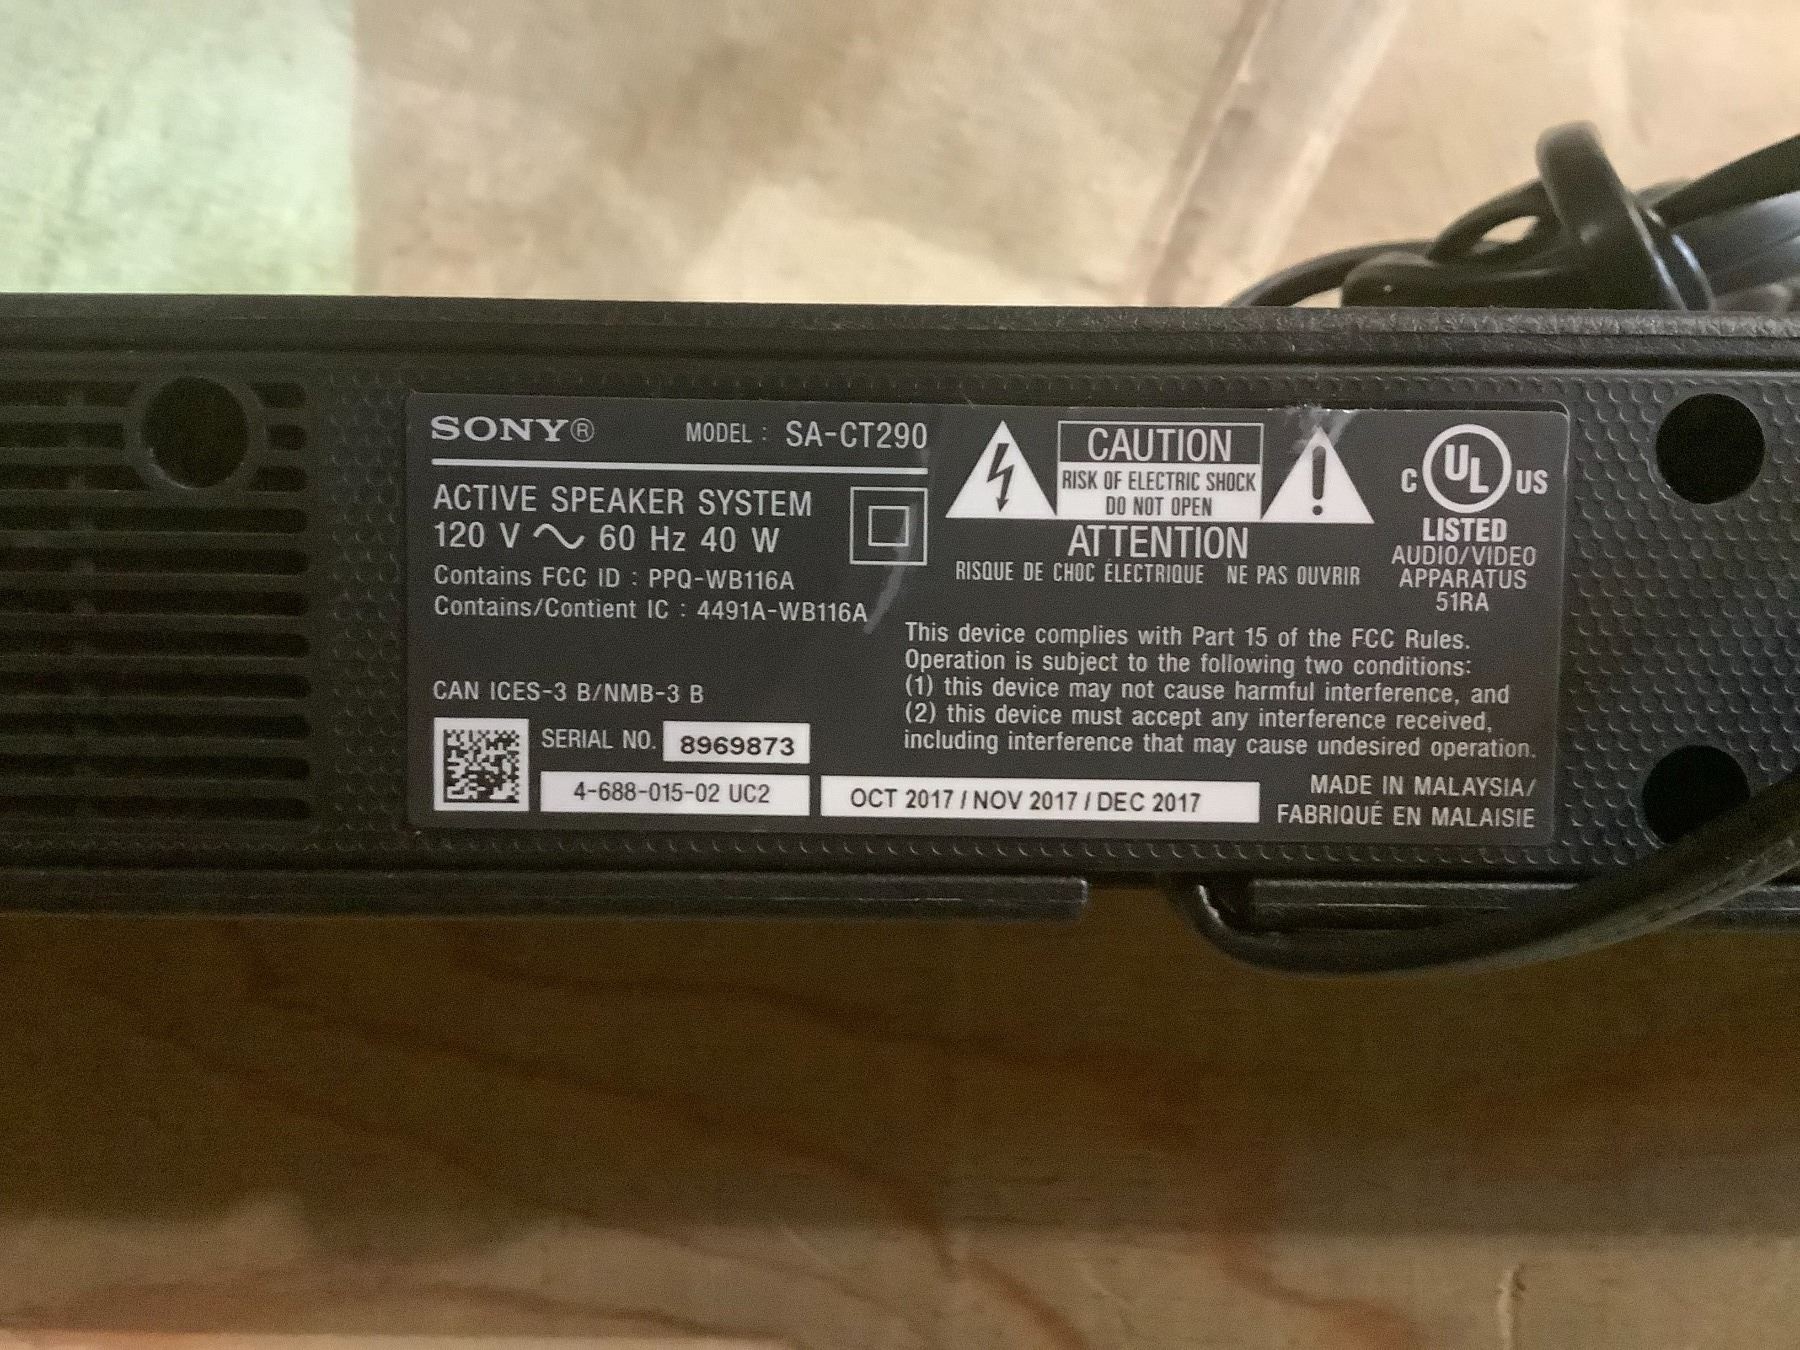 SONY® MODEL : SA-CT290
ACTIVE SPEAKER SYSTEM
120 V ~ 60 Hz 40 W
Contains FCC ID : PPQ-WB116A
Contains/Contient IC : 4491A-WB116A
CAN ICES-3 B/NMB-3 B
SERIAL NO. 8969873
4-688-015-02 UC2
CAUTION
RISK OF ELECTRIC SHOCK
DO NOT OPEN
ATTENTION
RISQUE DE CHOC ÉLECTRIQUE NE PAS OUVRIR
C UL US
LISTED
AUDIO/VIDEO
APPARATUS
51RA
This device complies with Part 15 of the FCC Rules.
Operation is subject to the following two conditions:
(1) this device may not cause harmful interference, and
(2) this device must accept any interference received,
including interference that may cause undesired operation.
OCT 2017 / NOV 2017 / DEC 2017
MADE IN MALAYSIA/
FABRIQUÉ EN MALAISIE